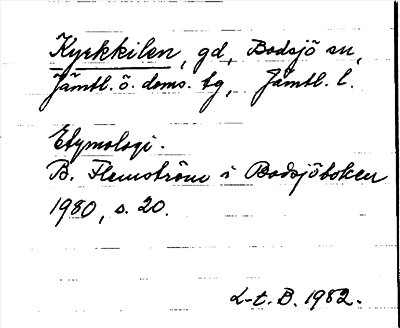 Kyrkkilen, gd, Bodsjö sn,
Jämtl. ö. doms. tg, Jämtl. l.
Etymologi.
B. Flemström i Bodsjöboken
1980, s. 20.
L-t. B. 1982.